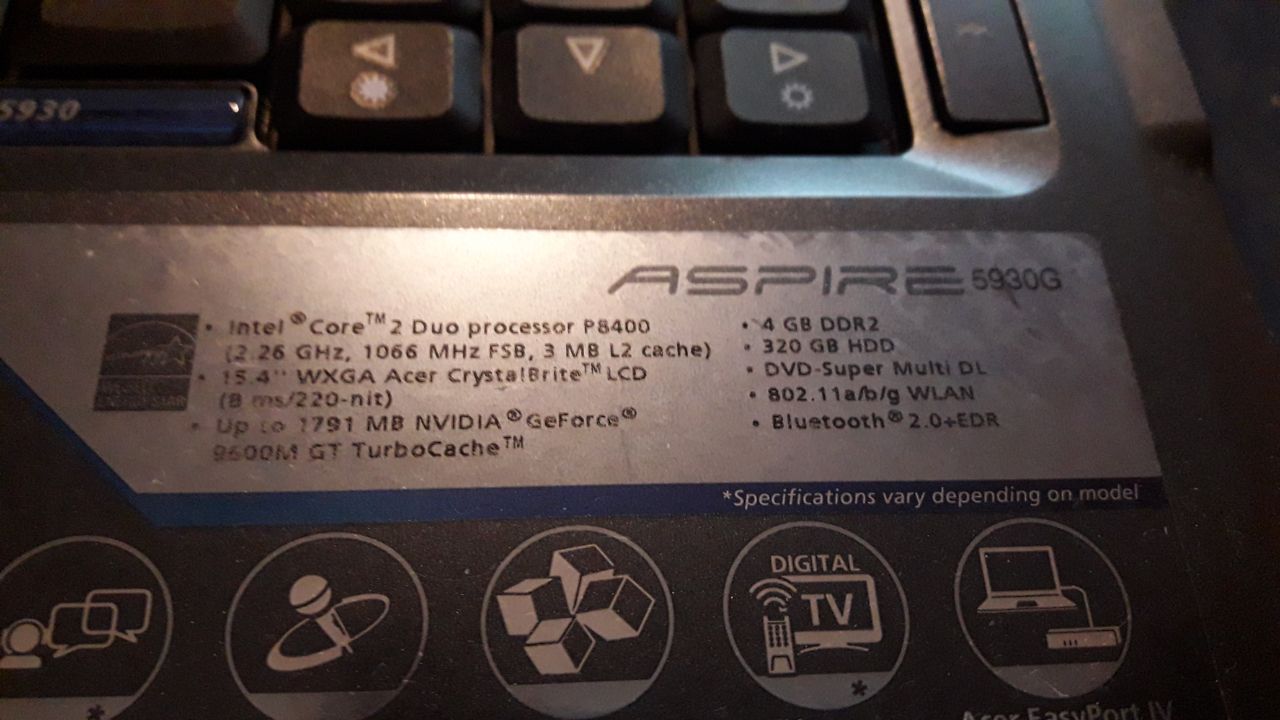 5930
ASPIRE 5930G
• Intel® Core™ 2 Duo processor P8400
(2.26 GHz, 1066 MHz FSB, 3 MB L2 cache)
• 15.4" WXGA Acer CrystalBrite™ LCD
(8 ms/220-nit)
• Up to 1791 MB NVIDIA® GeForce®
9600M GT TurboCache™
• 4 GB DDR2
• 320 GB HDD
• DVD-Super Multi DL
• 802.11a/b/g WLAN
• Bluetooth® 2.0+EDR
*Specifications vary depending on model
DIGITAL
TV
*
*
Acer EasyPort IV